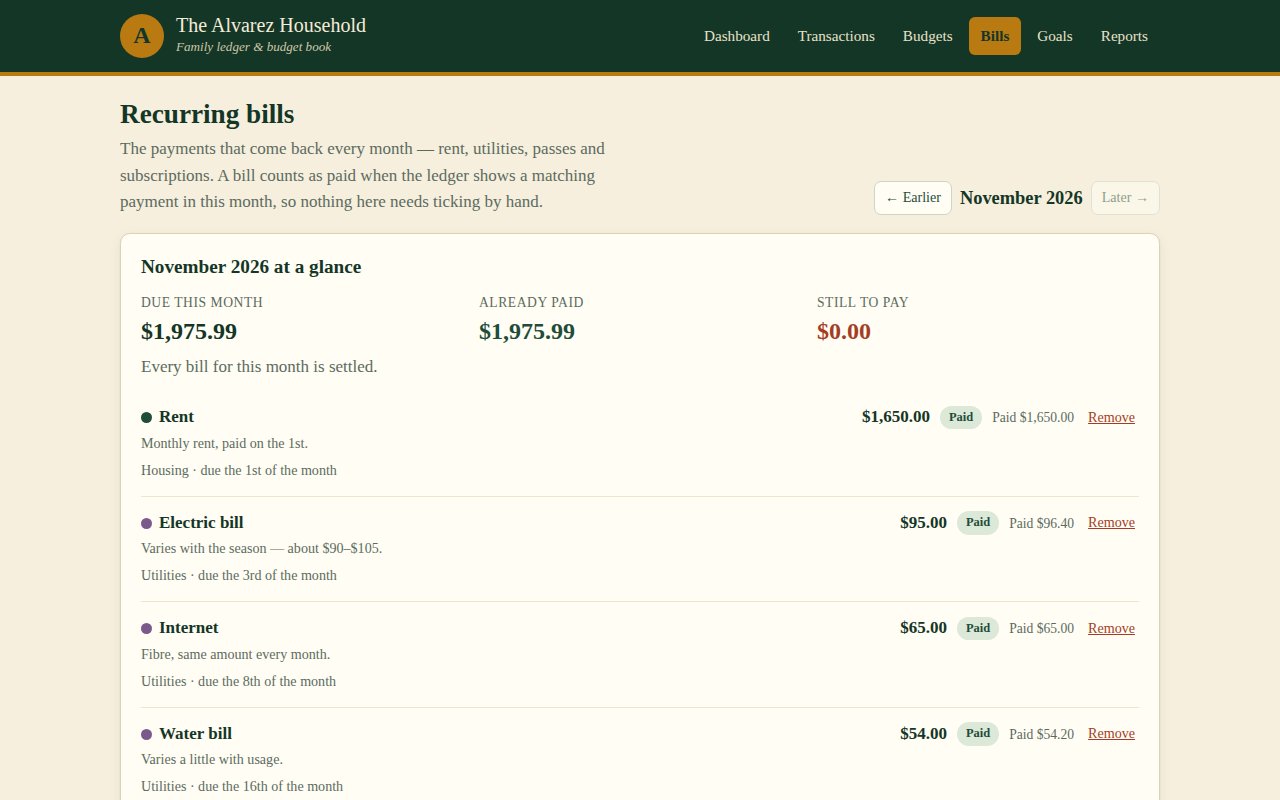 A
The Alvarez Household
Family ledger & budget book
Dashboard
Transactions
Budgets
Bills
Goals
Reports
Recurring bills
The payments that come back every month — rent, utilities, passes and
subscriptions. A bill counts as paid when the ledger shows a matching
payment in this month, so nothing here needs ticking by hand.
← Earlier
November 2026
Later →
November 2026 at a glance
DUE THIS MONTH
$1,975.99
ALREADY PAID
$1,975.99
STILL TO PAY
$0.00
Every bill for this month is settled.
Rent
$1,650.00 Paid Paid $1,650.00 Remove
Monthly rent, paid on the 1st.
Housing · due the 1st of the month
Electric bill
$95.00 Paid Paid $96.40 Remove
Varies with the season — about $90–$105.
Utilities · due the 3rd of the month
Internet
$65.00 Paid Paid $65.00 Remove
Fibre, same amount every month.
Utilities · due the 8th of the month
Water bill
$54.00 Paid Paid $54.20 Remove
Varies a little with usage.
Utilities · due the 16th of the month